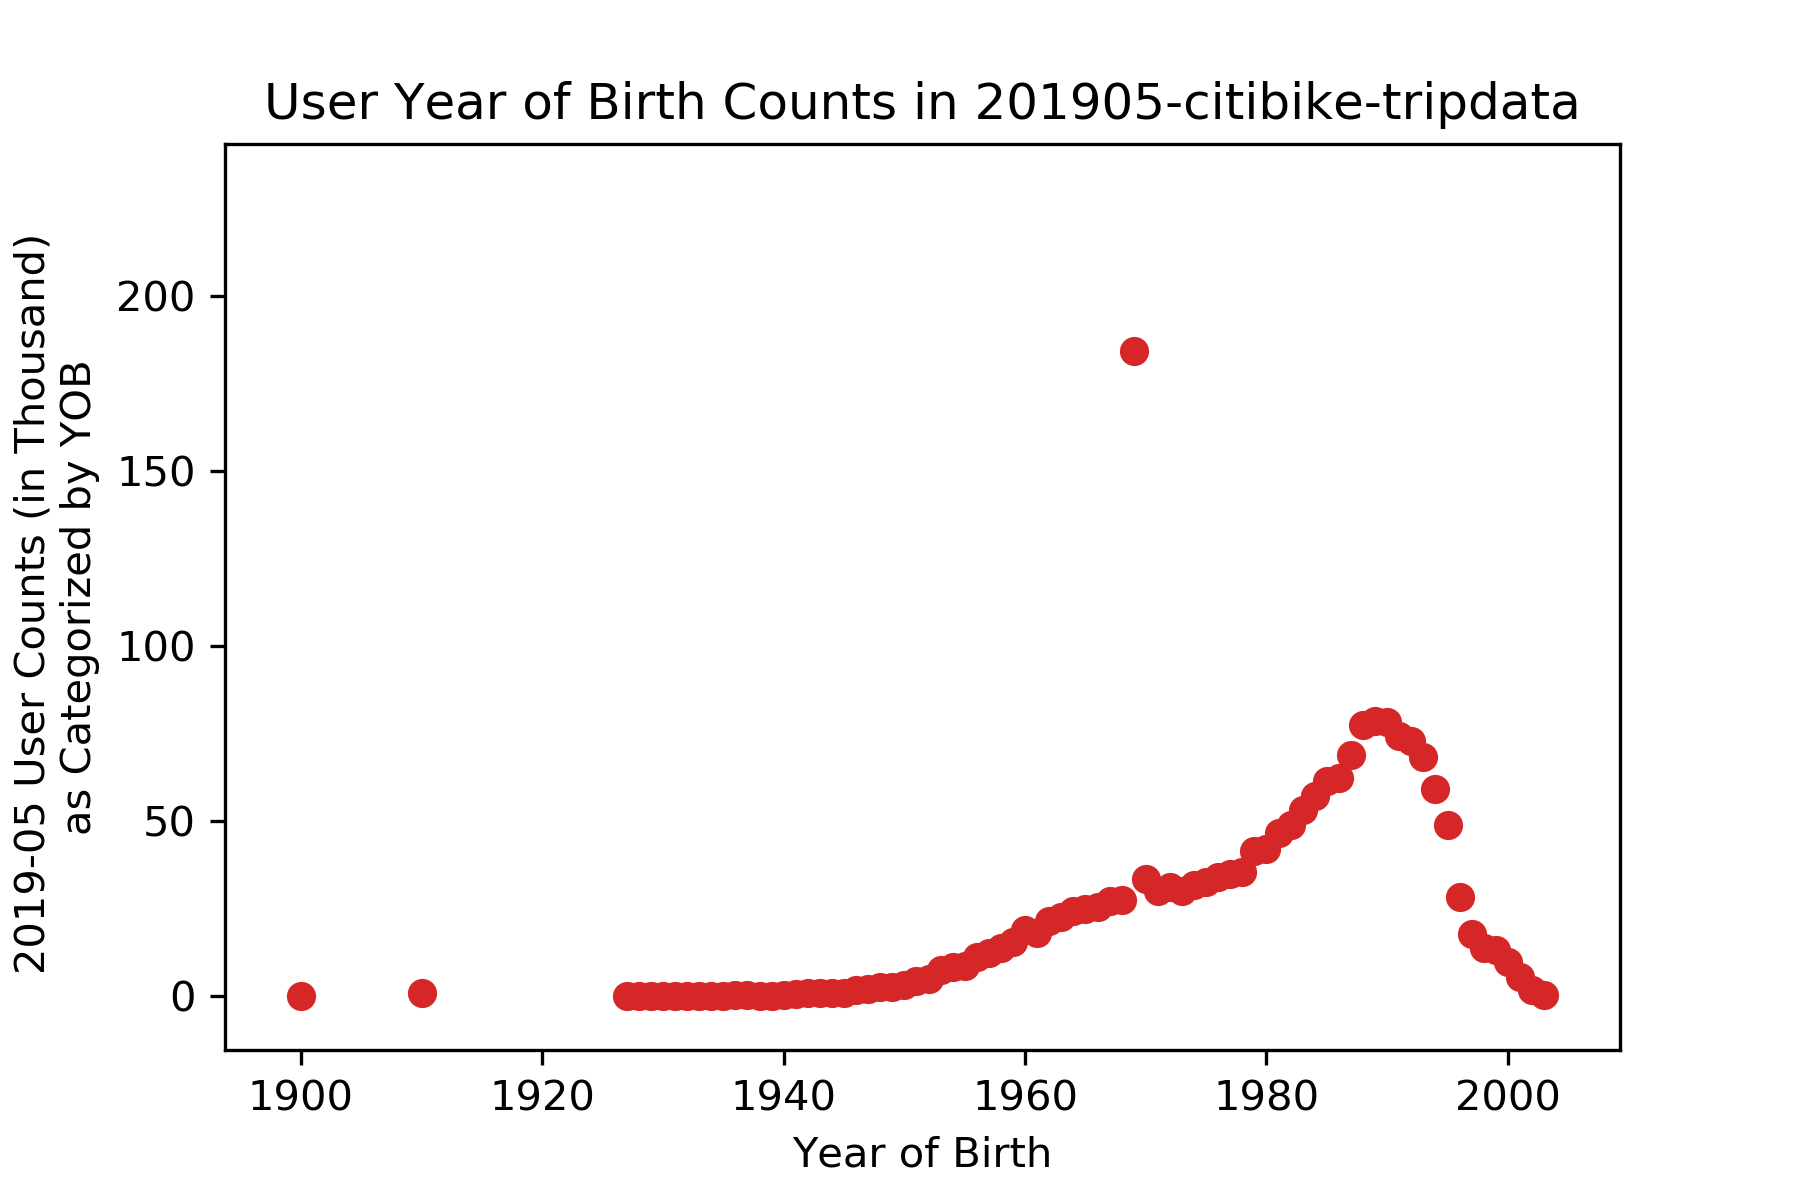 User Year of Birth Counts in 201905-citibike-tripdata
2019-05 User Counts (in Thousand)
as Categorized by YOB
200
150
100
50
0
1900 1920 1940 1960 1980 2000
Year of Birth